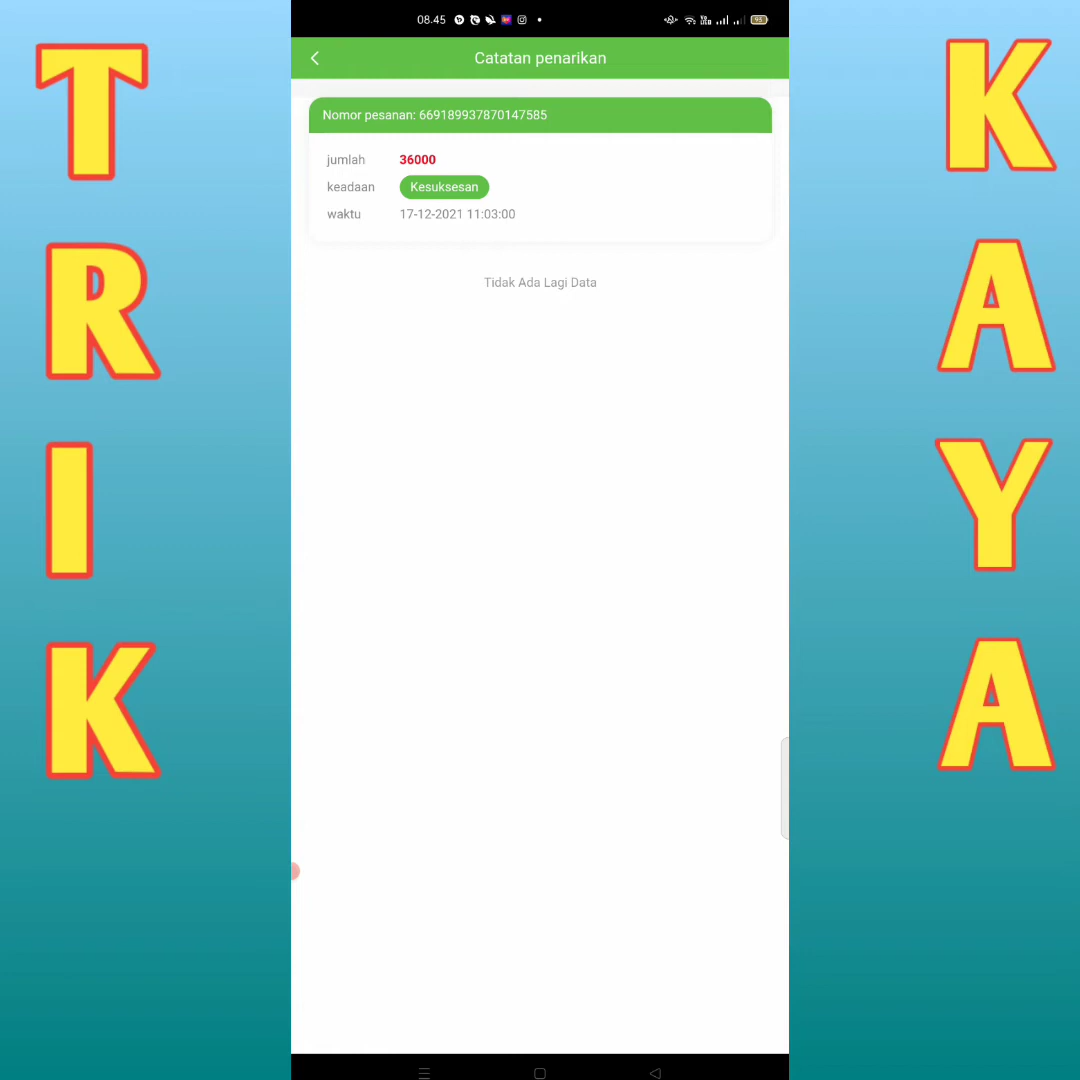 TRIK
KAYA
08.45
Catatan penarikan
Nomor pesanan: 669189937870147585
jumlah 36000
keadaan Kesuksesan
waktu 17-12-2021 11:03:00
Tidak Ada Lagi Data